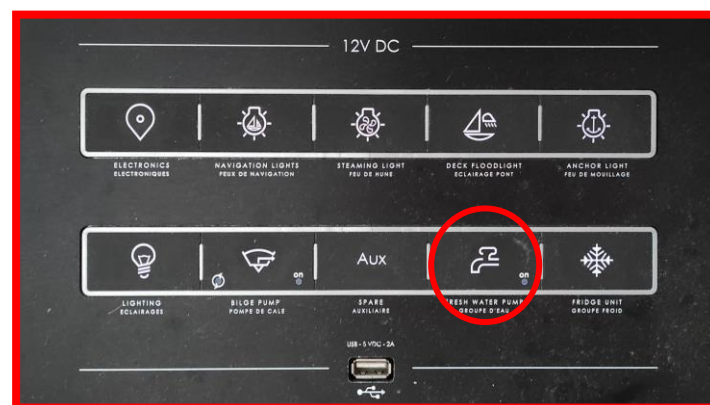 12V DC
ELECTRONICS
ELECTRONIQUES
NAVIGATION LIGHTS
FEUX DE NAVIGATION
STEAMING LIGHT
FEU DE HUNE
DECK FLOODLIGHT
ECLAIRAGE PONT
ANCHOR LIGHT
FEU DE MOUILLAGE
on
Aux
on
LIGHTING
ECLAIRAGES
BILGE PUMP
POMPE DE CALE
SPARE
AUXILIAIRE
FRESH WATER PUMP
GROUPE D'EAU
FRIDGE UNIT
GROUPE FROID
USB - 5 VDC - 2A